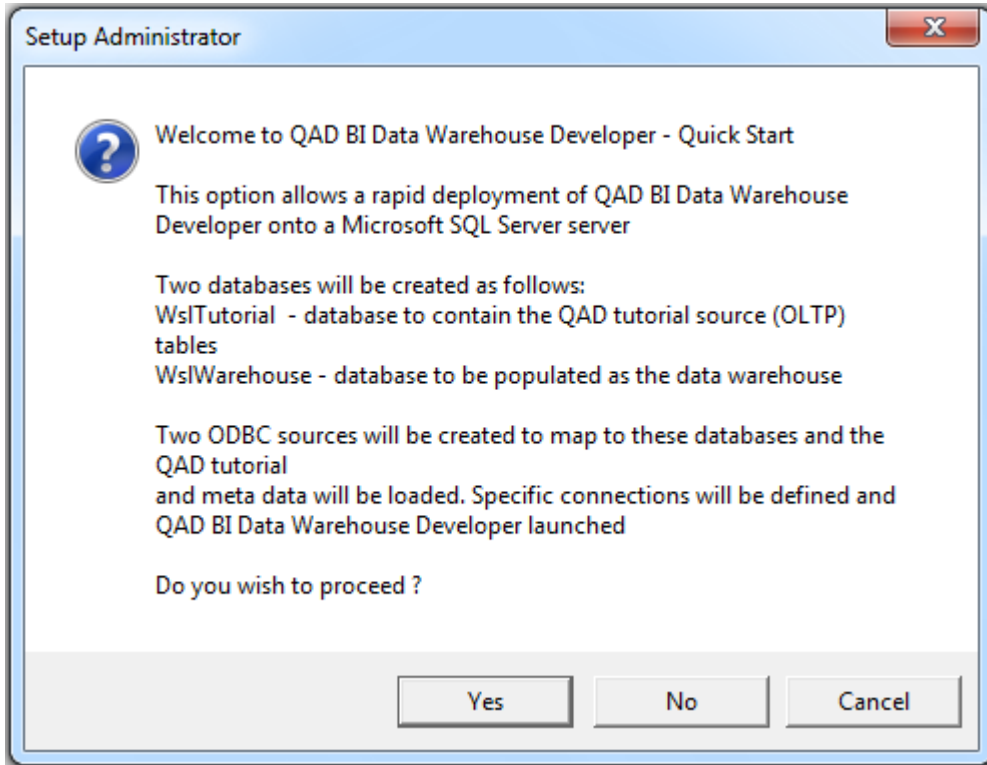 Setup Administrator
Welcome to QAD BI Data Warehouse Developer - Quick Start
This option allows a rapid deployment of QAD BI Data Warehouse
Developer onto a Microsoft SQL Server server
Two databases will be created as follows:
WslTutorial  - database to contain the QAD tutorial source (OLTP)
tables
WslWarehouse - database to be populated as the data warehouse
Two ODBC sources will be created to map to these databases and the
QAD tutorial
and meta data will be loaded. Specific connections will be defined and
QAD BI Data Warehouse Developer launched
Do you wish to proceed ?
Yes
No
Cancel